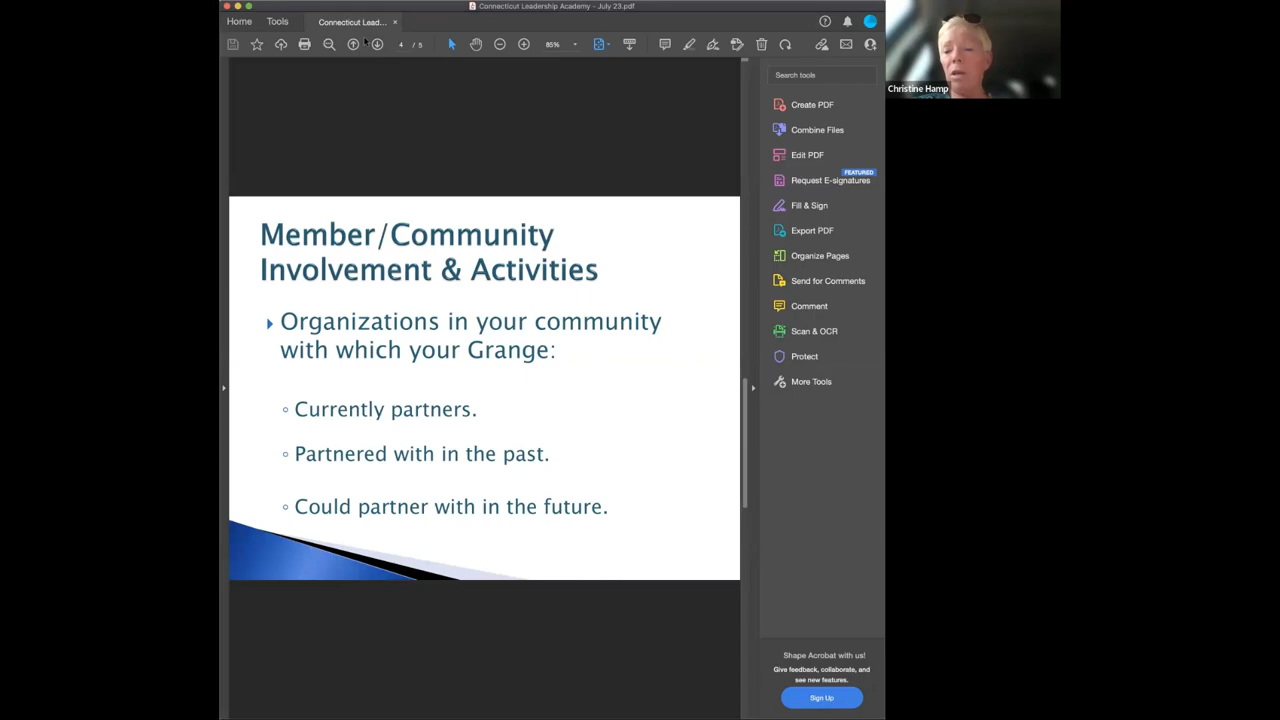 Connecticut Leadership Academy - July 23.pdf
Home
Tools
Connecticut Lead... ×
4 / 5
85%
Search tools
Create PDF
Combine Files
Edit PDF
FEATURED
Request E-signatures
Fill & Sign
Export PDF
Organize Pages
Send for Comments
Comment
Scan & OCR
Protect
More Tools
Shape Acrobat with us!
Give feedback, collaborate, and
see new features.
Sign Up
Member/Community
Involvement & Activities
Organizations in your community
with which your Grange:
Currently partners.
Partnered with in the past.
Could partner with in the future.
Christine Hamp